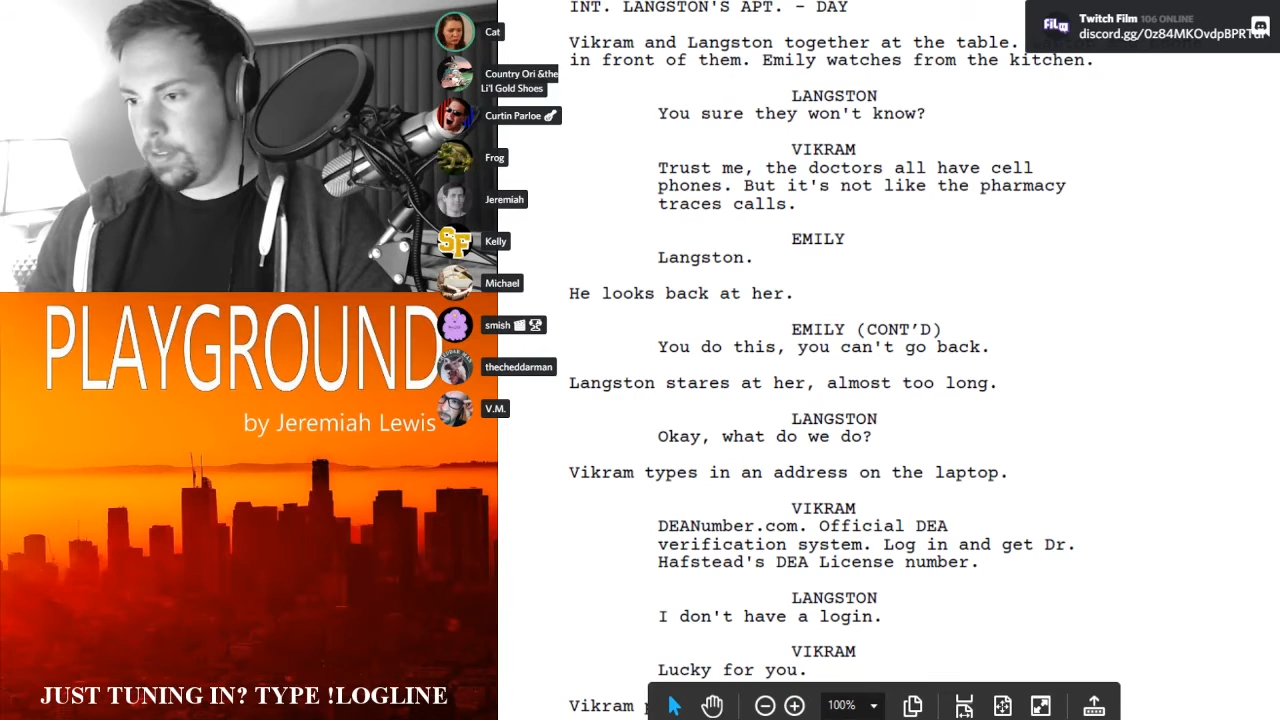 Cat
Country Ori &the
Li'l Gold Shoes
Curtin Parloe
Frog
Jeremiah
Kelly
Michael
smish
thecheddarman
V.M.
PLAYGROUND
by Jeremiah Lewis
JUST TUNING IN? TYPE !LOGLINE
INT. LANGSTON'S APT. - DAY
Vikram and Langston together at the table.
in front of them. Emily watches from the kitchen.
LANGSTON
You sure they won't know?
VIKRAM
Trust me, the doctors all have cell
phones. But it's not like the pharmacy
traces calls.
EMILY
Langston.
He looks back at her.
EMILY (CONT’D)
You do this, you can't go back.
Langston stares at her, almost too long.
LANGSTON
Okay, what do we do?
Vikram types in an address on the laptop.
VIKRAM
DEANumber.com. Official DEA
verification system. Log in and get Dr.
Hafstead's DEA License number.
LANGSTON
I don't have a login.
VIKRAM
Lucky for you.
Vikram
100%
FiLm
Twitch Film 106 ONLINE
SF